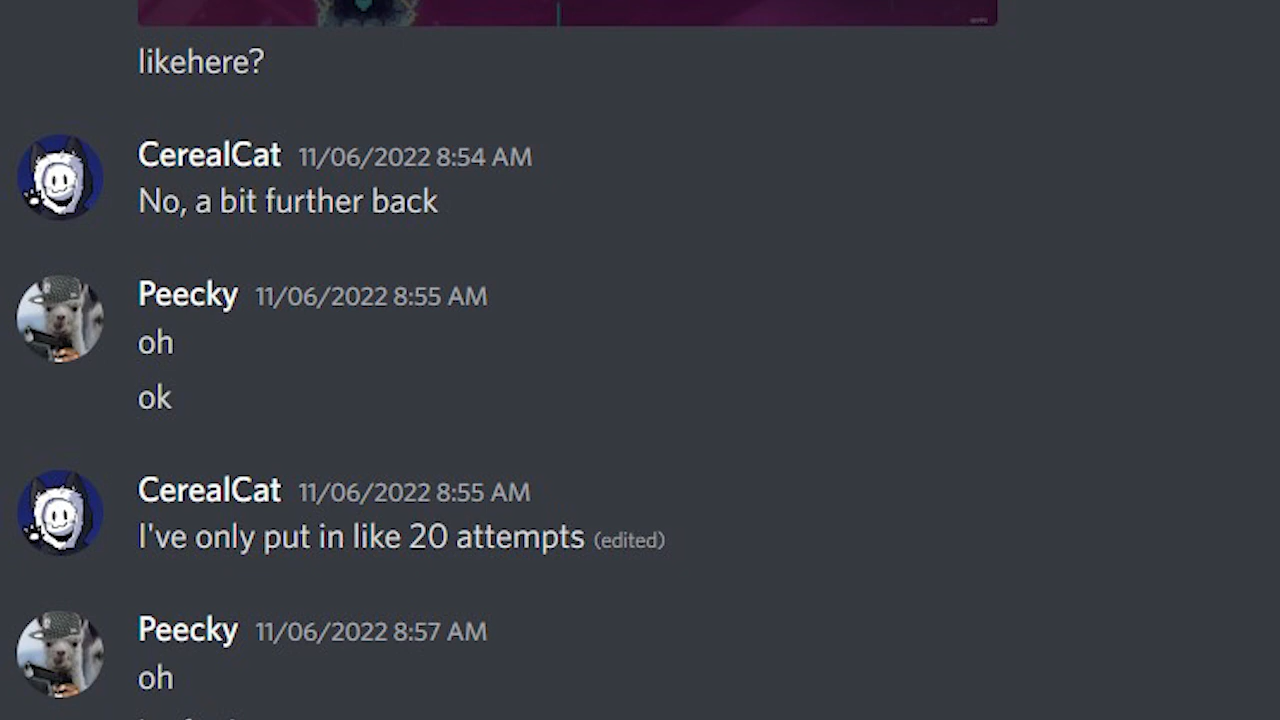 likehere?
CerealCat 11/06/2022 8:54 AM
No, a bit further back
Peecky 11/06/2022 8:55 AM
oh
ok
CerealCat 11/06/2022 8:55 AM
I've only put in like 20 attempts (edited)
Peecky 11/06/2022 8:57 AM
oh